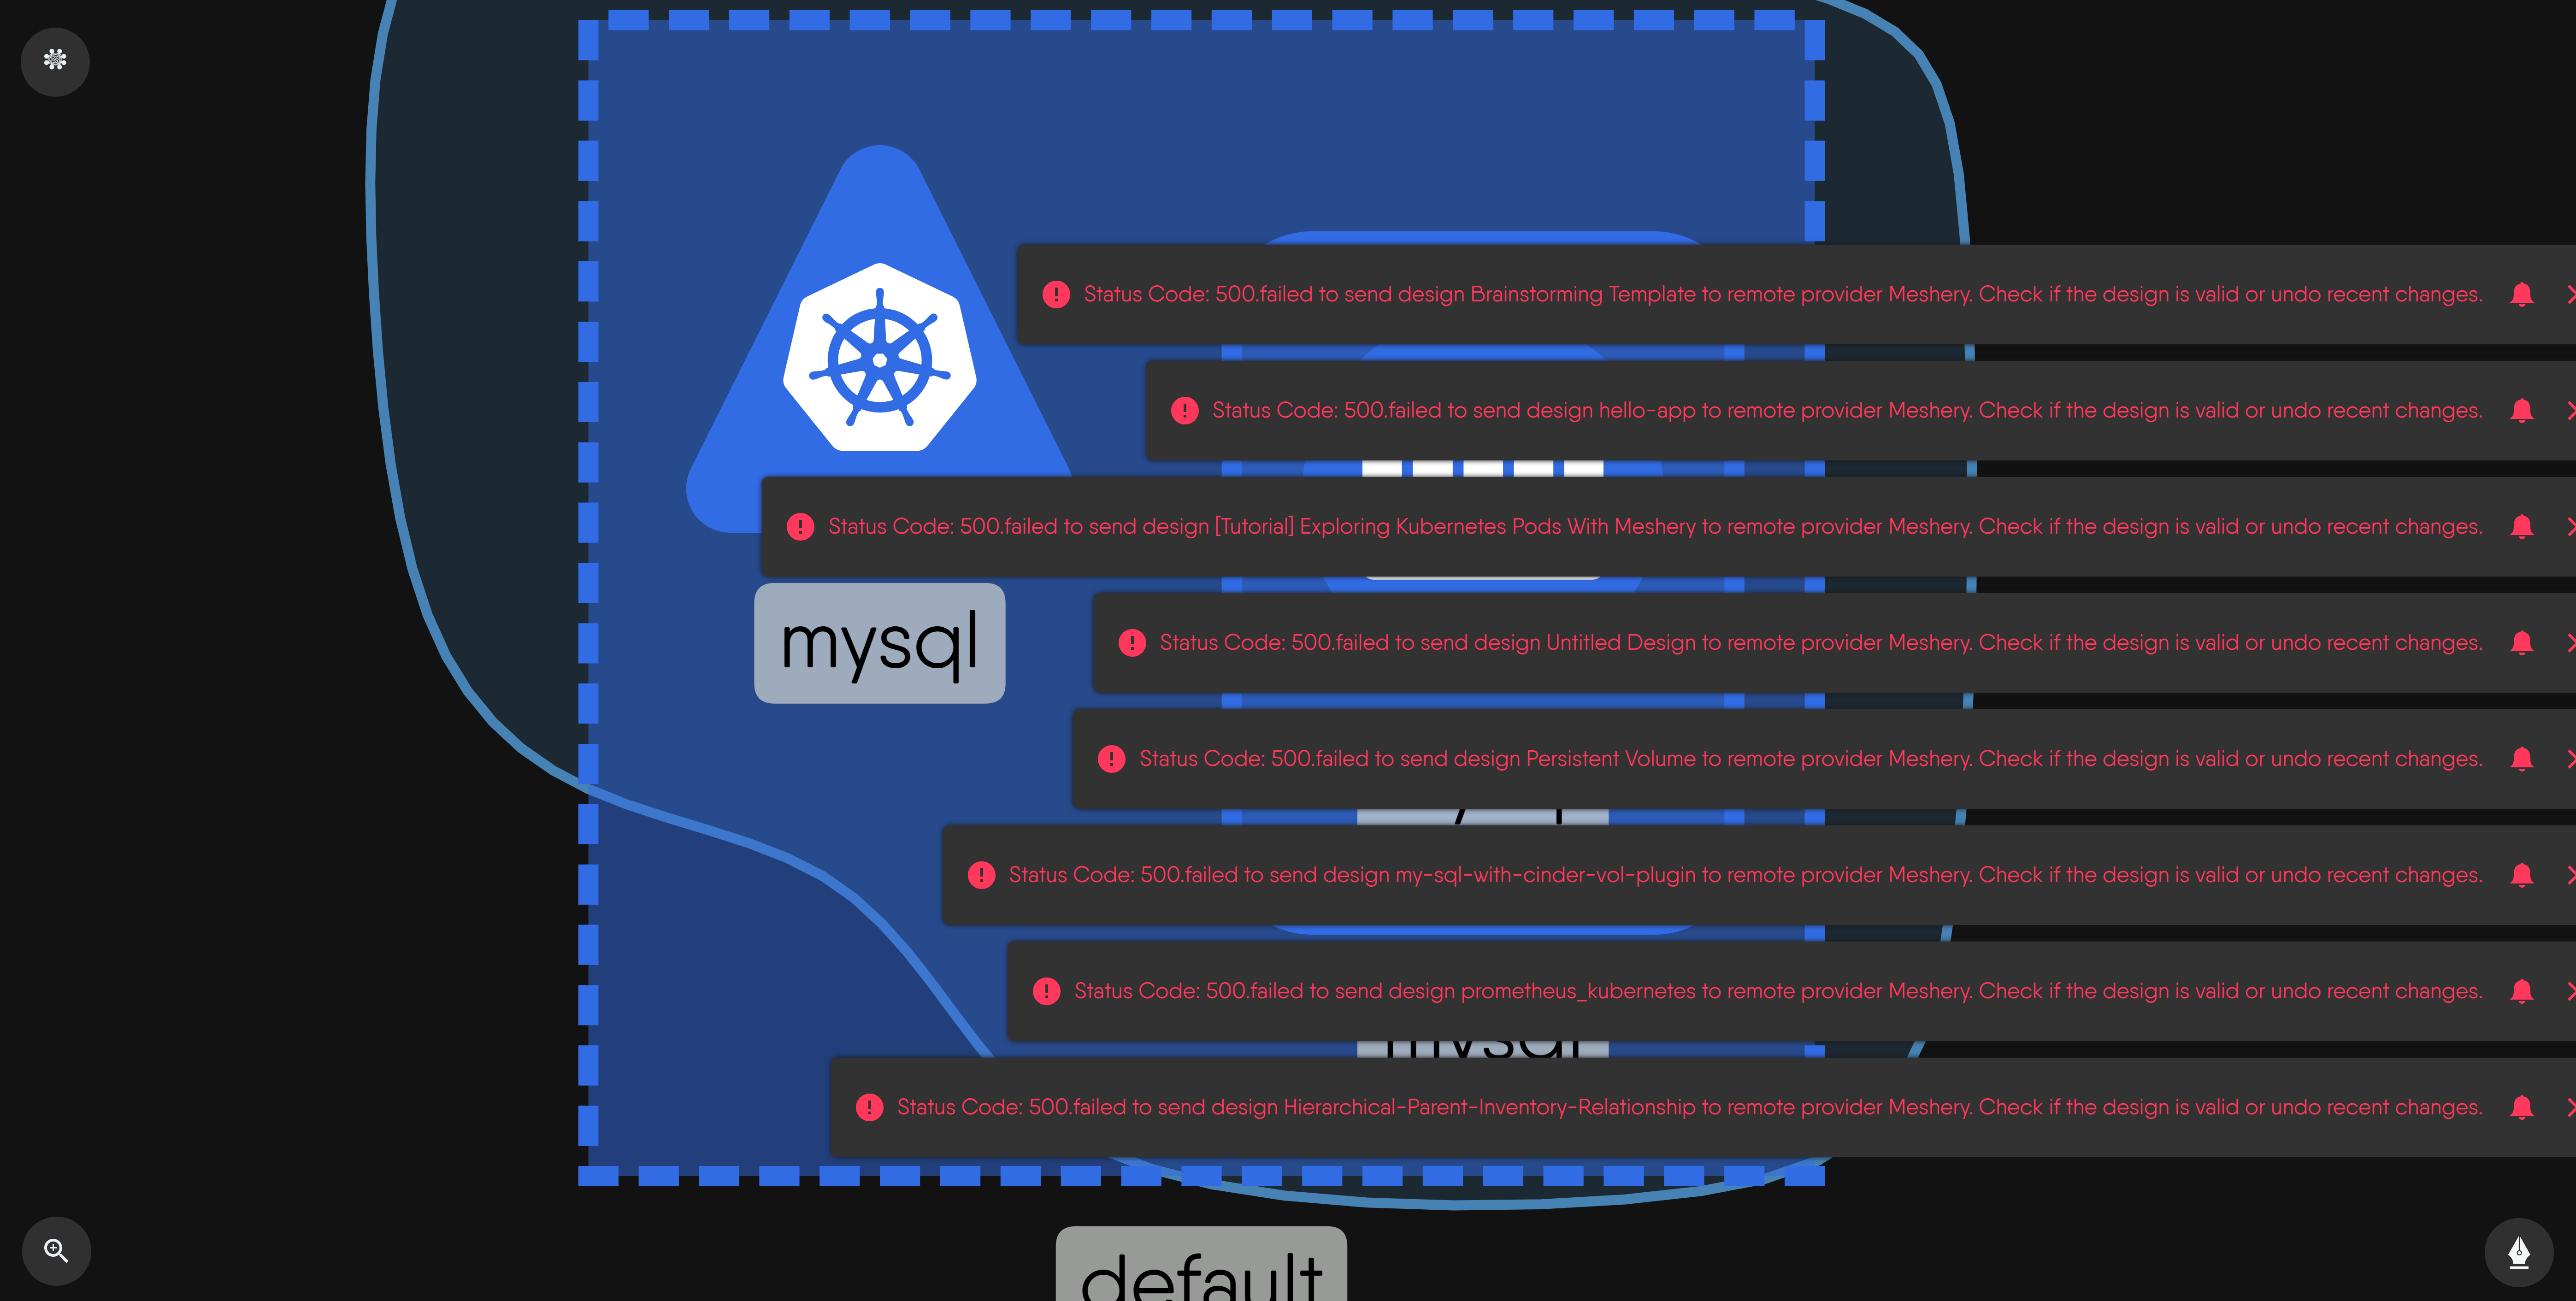 Status Code: 500.failed to send design Brainstorming Template to remote provider Meshery. Check if the design is valid or undo recent changes.
Status Code: 500.failed to send design hello-app to remote provider Meshery. Check if the design is valid or undo recent changes.
Status Code: 500.failed to send design [Tutorial] Exploring Kubernetes Pods With Meshery to remote provider Meshery. Check if the design is valid or undo recent changes.
mysql
Status Code: 500.failed to send design Untitled Design to remote provider Meshery. Check if the design is valid or undo recent changes.
Status Code: 500.failed to send design Persistent Volume to remote provider Meshery. Check if the design is valid or undo recent changes.
Status Code: 500.failed to send design my-sql-with-cinder-vol-plugin to remote provider Meshery. Check if the design is valid or undo recent changes.
Status Code: 500.failed to send design prometheus_kubernetes to remote provider Meshery. Check if the design is valid or undo recent changes.
mysql
Status Code: 500.failed to send design Hierarchical-Parent-Inventory-Relationship to remote provider Meshery. Check if the design is valid or undo recent changes.
default